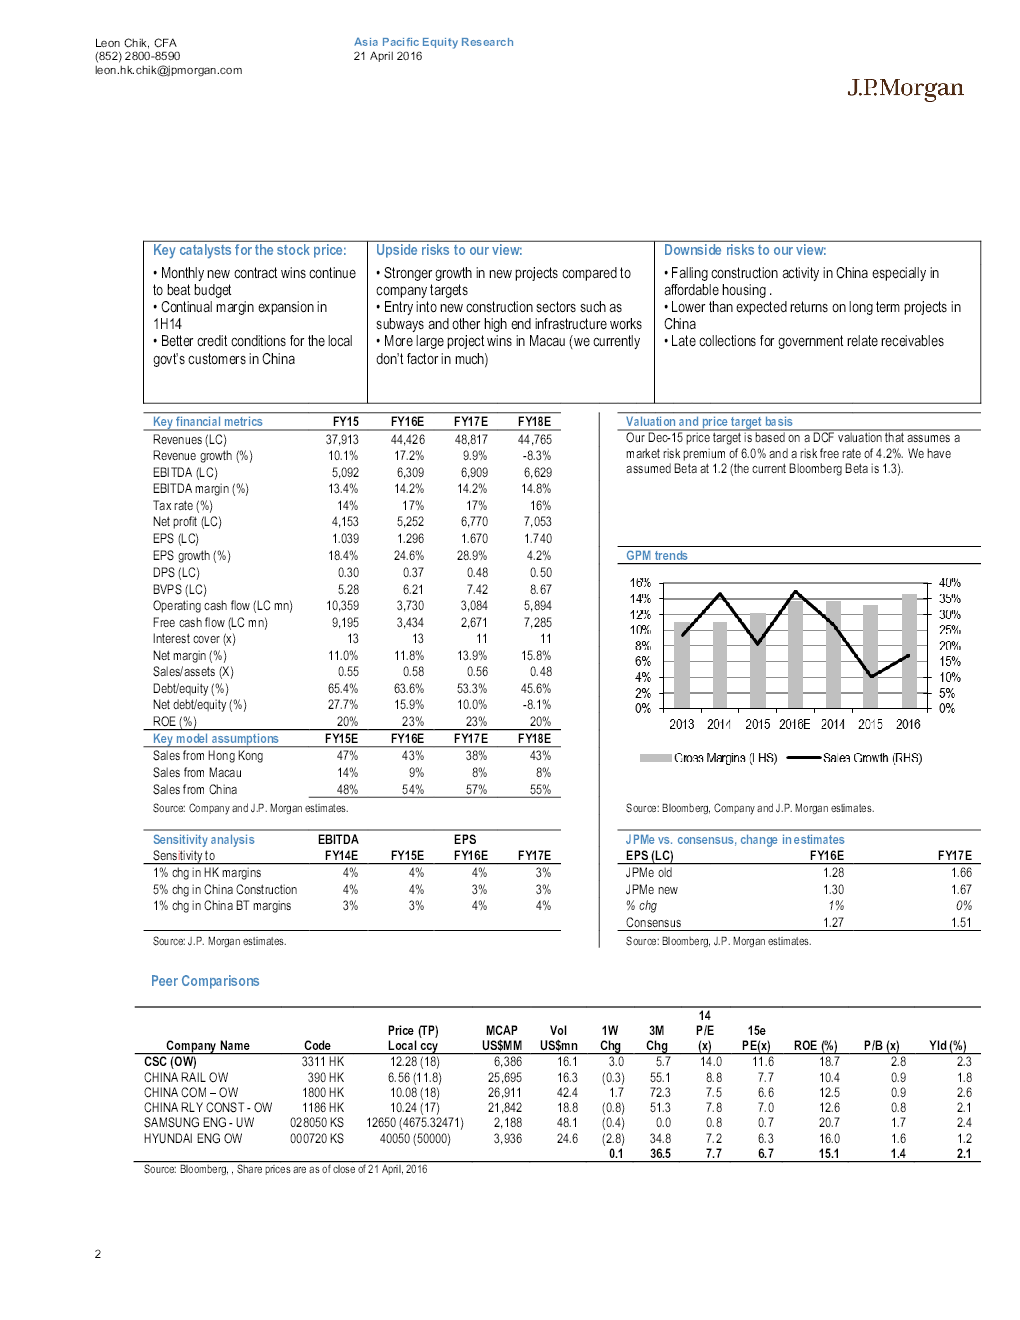 Leon Chik, CFA
(852) 2800-8590
leon.hk.chik@jpmorgan.com
Asia Pacific Equity Research
21 April 2016
J.P.Morgan
Key catalysts for the stock price:
• Monthly new contract wins continue
to beat budget
• Continual margin expansion in
1H14
• Better credit conditions for the local
govt's customers in China
Upside risks to our view:
• Stronger growth in new projects compared to
company targets
• Entry into new construction sectors such as
subways and other high end infrastructure works
• More large project wins in Macau (we currently
don't factor in much)
Downside risks to our view:
• Falling construction activity in China especially in
affordable housing .
• Lower than expected returns on long term projects in
China
• Late collections for government relate receivables
Key financial metrics FY15 FY16E FY17E FY18E
Revenues (LC) 37,913 44,426 48,817 44,765
Revenue growth (%) 10.1% 17.2% 9.9% -8.3%
EBITDA (LC) 5,092 6,309 6,909 6,629
EBITDA margin (%) 13.4% 14.2% 14.2% 14.8%
Tax rate (%) 14% 17% 17% 16%
Net profit (LC) 4,153 5,252 6,770 7,053
EPS (LC) 1.039 1.296 1.670 1.740
EPS growth (%) 18.4% 24.6% 28.9% 4.2%
DPS (LC) 0.30 0.37 0.48 0.50
BVPS (LC) 5.28 6.21 7.42 8.67
Operating cash flow (LC mn) 10,359 3,730 3,084 5,894
Free cash flow (LC mn) 9,195 3,434 2,671 7,285
Interest cover (x) 13 13 11 11
Net margin (%) 11.0% 11.8% 13.9% 15.8%
Sales/assets (X) 0.55 0.58 0.56 0.48
Debt/equity (%) 65.4% 63.6% 53.3% 45.6%
Net debt/equity (%) 27.7% 15.9% 10.0% -8.1%
ROE (%) 20% 23% 23% 20%
Key model assumptions FY15E FY16E FY17E FY18E
Sales from Hong Kong 47% 43% 38% 43%
Sales from Macau 14% 9% 8% 8%
Sales from China 48% 54% 57% 55%
Source: Company and J.P. Morgan estimates.
Valuation and price target basis
Our Dec-15 price target is based on a DCF valuation that assumes a
market risk premium of 6.0% and a risk free rate of 4.2%. We have
assumed Beta at 1.2 (the current Bloomberg Beta is 1.3).
GPM trends
16% 40%
14% 35%
12% 30%
10% 25%
8% 20%
6% 15%
4% 10%
2% 5%
0% 0%
2013 2014 2015 2016E 2014 2015 2016
Gross Margins (LHS) Sales Growth (RHS)
Source: Bloomberg, Company and J.P. Morgan estimates.
Sensitivity analysis EBITDA EPS
Sensitivity to FY14E FY15E FY16E FY17E
1% chg in HK margins 4% 4% 4% 3%
5% chg in China Construction 4% 4% 3% 3%
1% chg in China BT margins 3% 3% 4% 4%
Source: J.P. Morgan estimates.
JPMe vs. consensus, change in estimates
EPS (LC) FY16E FY17E
JPMe old 1.28 1.66
JPMe new 1.30 1.67
% chg 1% 0%
Consensus 1.27 1.51
Source: Bloomberg, J.P. Morgan estimates.
Peer Comparisons
14
Price (TP) MCAP Vol 1W 3M P/E 15e
Company Name Code Local ccy US$MM US$mn Chg Chg (x) PE(x) ROE (%) P/B (x) Yld (%)
CSC (OW) 3311 HK 12.28 (18) 6,386 16.1 3.0 5.7 14.0 11.6 18.7 2.8 2.3
CHINA RAIL OW 390 HK 6.56 (11.8) 25,695 16.3 (0.3) 55.1 8.8 7.7 10.4 0.9 1.8
CHINA COM – OW 1800 HK 10.08 (18) 26,911 42.4 1.7 72.3 7.5 6.6 12.5 0.9 2.6
CHINA RLY CONST - OW 1186 HK 10.24 (17) 21,842 18.8 (0.8) 51.3 7.8 7.0 12.6 0.8 2.1
SAMSUNG ENG - UW 028050 KS 12650 (4675.32471) 2,188 48.1 (0.4) 0.0 0.8 0.7 20.7 1.7 2.4
HYUNDAI ENG OW 000720 KS 40050 (50000) 3,936 24.6 (2.8) 34.8 7.2 6.3 16.0 1.6 1.2
0.1 36.5 7.7 6.7 15.1 1.4 2.1
Source: Bloomberg, , Share prices are as of close of 21 April, 2016
2